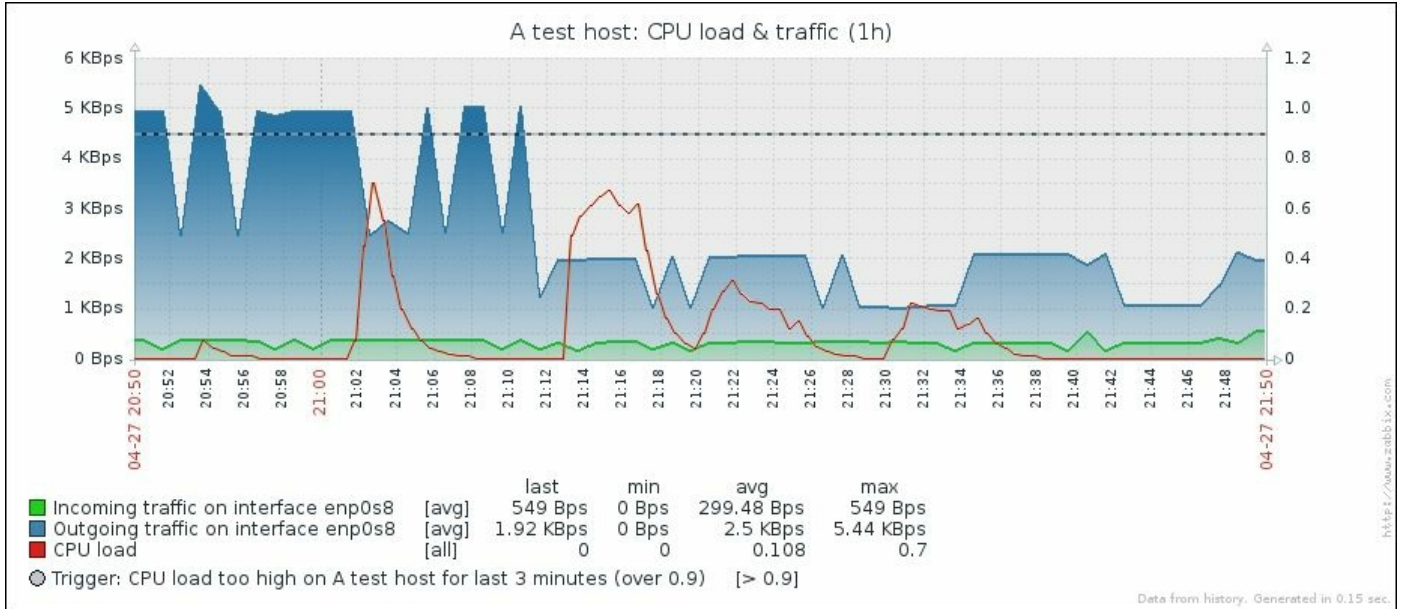 A test host: CPU load & traffic (1h)
6 KBps 1.2
5 KBps 1.0
4 KBps 0.8
3 KBps 0.6
2 KBps 0.4
1 KBps 0.2
0 Bps 0
04-27 20:50 20:52 20:54 20:56 20:58 21:00 21:02 21:04 21:06 21:08 21:10 21:12 21:14 21:16 21:18 21:20 21:22 21:24 21:26 21:28 21:30 21:32 21:34 21:36 21:38 21:40 21:42 21:44 21:46 21:48 04-27 21:50
http://www.zabbix.com
last min avg max
Incoming traffic on interface enp0s8 [avg] 549 Bps 0 Bps 299.48 Bps 549 Bps
Outgoing traffic on interface enp0s8 [avg] 1.92 KBps 0 Bps 2.5 KBps 5.44 KBps
CPU load [all] 0 0 0.108 0.7
Trigger: CPU load too high on A test host for last 3 minutes (over 0.9) [> 0.9]
Data from history. Generated in 0.15 sec.